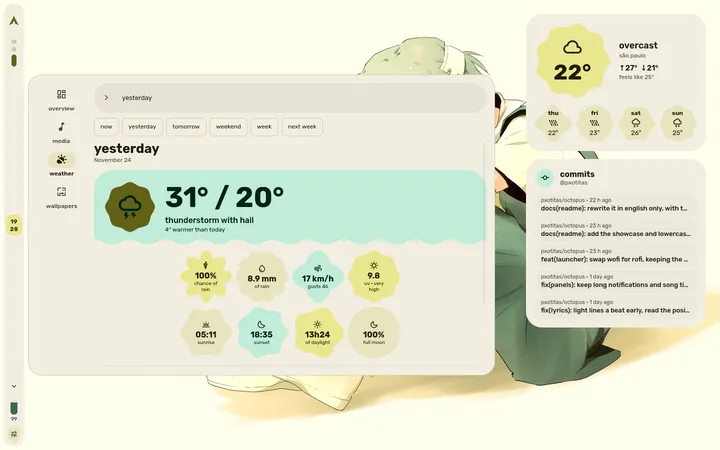 19
28
overview
media
weather
wallpapers
yesterday
now
yesterday
tomorrow
weekend
week
next week
yesterday
November 24
31° / 20°
thunderstorm with hail
4° warmer than today
100%
chance of
rain
8.9 mm
of rain
17 km/h
gusts 46
9.8
uv · very
high
05:11
sunrise
18:35
sunset
13h24
of daylight
100%
full moon
22°
overcast
são paulo
↑27° ↓21°
feels like 25°
thu
22°
fri
23°
sat
26°
sun
25°
commits
@pxotitas
pxotitas/octopus · 22 h ago
docs(readme): rewrite it in english only, with t...
pxotitas/octopus · 23 h ago
docs(readme): add the showcase and lowercas...
pxotitas/octopus · 23 h ago
feat(launcher): swap wofi for rofi, keeping the ...
pxotitas/octopus · 1 day ago
fix(panels): keep long notifications and song ti...
pxotitas/octopus · 1 day ago
fix(lyrics): light lines a beat early, read the posi...